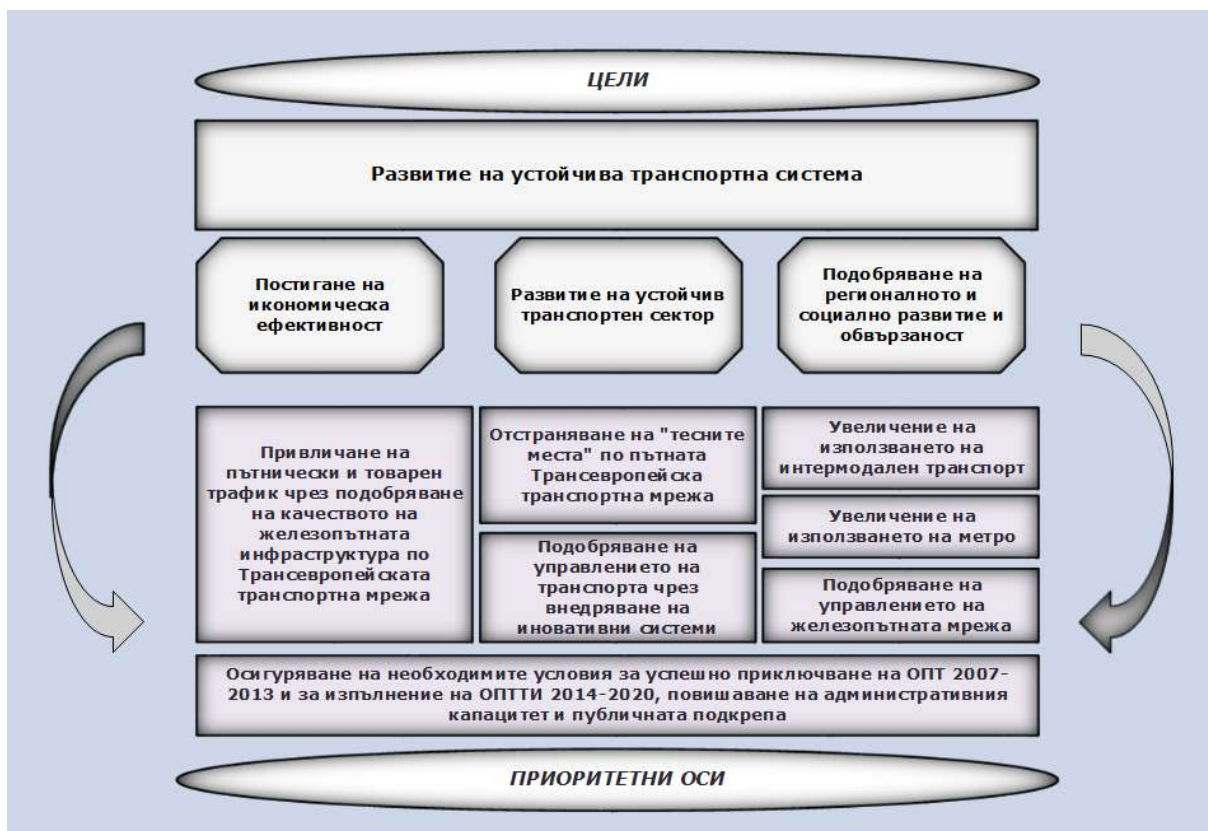 ЦЕЛИ
Развитие на устойчива транспортна система
Постигане на
икономическа
ефективност
Развитие на устойчив
транспортен сектор
Подобряване на
регионалното и
социално развитие и
обвързаност
Привличане на
пътнически и товарен
трафик чрез подобряване
на качеството на
железопътната
инфраструктура по
Трансевропейската
транспортна мрежа
Отстраняване на "тесните
места" по пътната
Трансевропейска
транспортна мрежа
Подобряване на
управлението на
транспорта чрез
внедряване на
иновативни системи
Увеличение на
използването на
интермодален транспорт
Увеличение на
използването на метро
Подобряване на
управлението на
железопътната мрежа
Осигуряване на необходимите условия за успешно приключване на ОПТ 2007-
2013 и за изпълнение на ОПТТИ 2014-2020, повишаване на административния
капацитет и публичната подкрепа
ПРИОРИТЕТНИ ОСИ